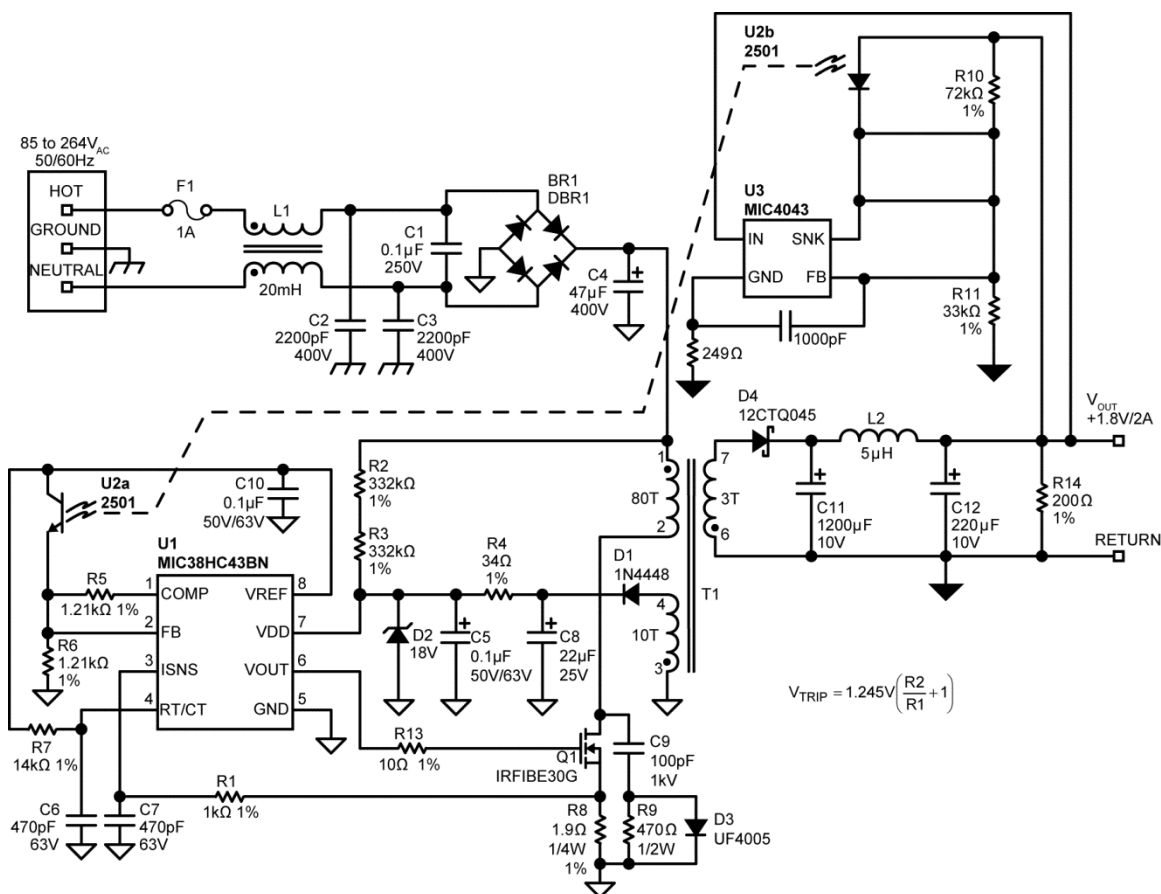 U2b
2501
R10
72kΩ
1%
85 to 264VAC
50/60Hz
HOT
GROUND
NEUTRAL
F1
1A
L1
20mH
C1
0.1µF
250V
BR1
DBR1
C2
2200pF
400V
C3
2200pF
400V
C4
47µF
400V
U3
MIC4043
IN
SNK
GND
FB
R11
33kΩ
1%
1000pF
249Ω
D4
12CTQ045
L2
5µH
VOUT
+1.8V/2A
R14
200Ω
1%
RETURN
C11
1200µF
10V
C12
220µF
10V
1
80T
2
7
3T
6
T1
4
10T
3
R2
332kΩ
1%
R3
332kΩ
1%
R4
34Ω
1%
D1
1N4448
C10
0.1µF
50V/63V
U2a
2501
U1
MIC38HC43BN
1
COMP
2
FB
3
ISNS
4
RT/CT
VREF
8
VDD
7
VOUT
6
GND
5
R5
1.21kΩ 1%
R6
1.21kΩ
1%
D2
18V
C5
0.1µF
50V/63V
C8
22µF
25V
R7
14kΩ 1%
C6
470pF
63V
C7
470pF
63V
R1
1kΩ 1%
R13
10Ω 1%
Q1
IRFIBE30G
C9
100pF
1kV
R8
1.9Ω
1/4W
1%
R9
470Ω
1/2W
D3
UF4005
VTRIP = 1.245V(R2/R1 + 1)